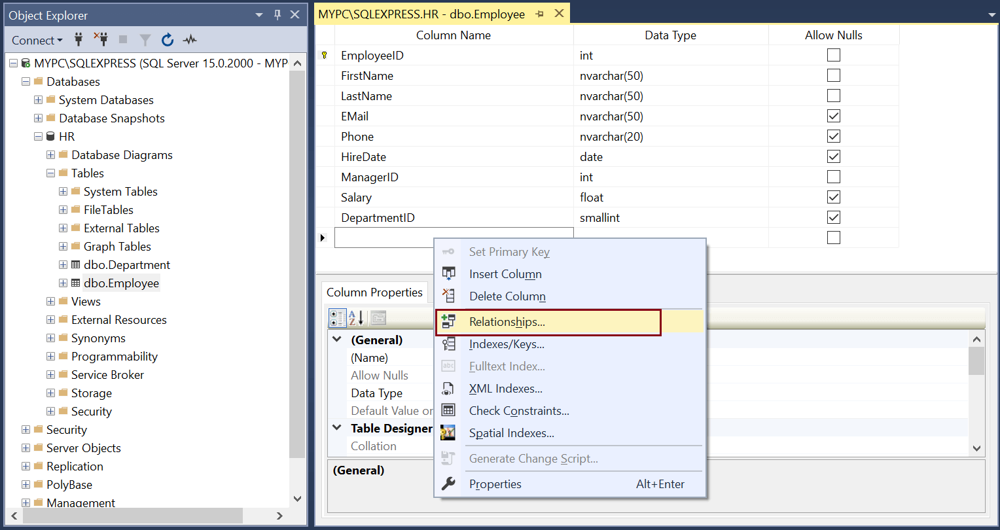 Object Explorer
Connect
MYPC\SQLEXPRESS (SQL Server 15.0.2000 - MYP
Databases
System Databases
Database Snapshots
HR
Database Diagrams
Tables
System Tables
FileTables
External Tables
Graph Tables
dbo.Department
dbo.Employee
Views
External Resources
Synonyms
Programmability
Service Broker
Storage
Security
Security
Server Objects
Replication
PolyBase
Management
MYPC\SQLEXPRESS.HR - dbo.Employee
Column Name Data Type Allow Nulls
EmployeeID int
FirstName nvarchar(50)
LastName nvarchar(50)
EMail nvarchar(50)
Phone nvarchar(20)
HireDate date
ManagerID int
Salary float
DepartmentID smallint
Set Primary Key
Insert Column
Delete Column
Relationships...
Indexes/Keys...
Fulltext Index...
XML Indexes...
Check Constraints...
Spatial Indexes...
Generate Change Script...
Properties Alt+Enter
Column Properties
(General)
(Name)
Allow Nulls
Data Type
Default Value or
Table Designer
Collation
(General)